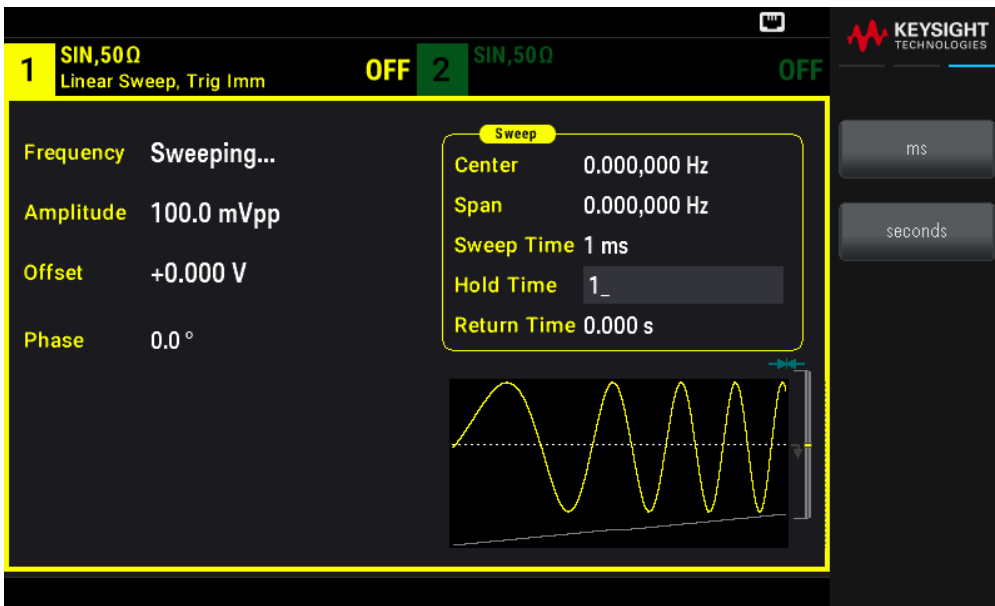 KEYSIGHT
TECHNOLOGIES
1 SIN,50Ω
Linear Sweep, Trig Imm
OFF
2 SIN,50Ω
OFF
Frequency Sweeping...
Amplitude 100.0 mVpp
Offset +0.000 V
Phase 0.0 °
Sweep
Center 0.000,000 Hz
Span 0.000,000 Hz
Sweep Time 1 ms
Hold Time 1_
Return Time 0.000 s
ms
seconds